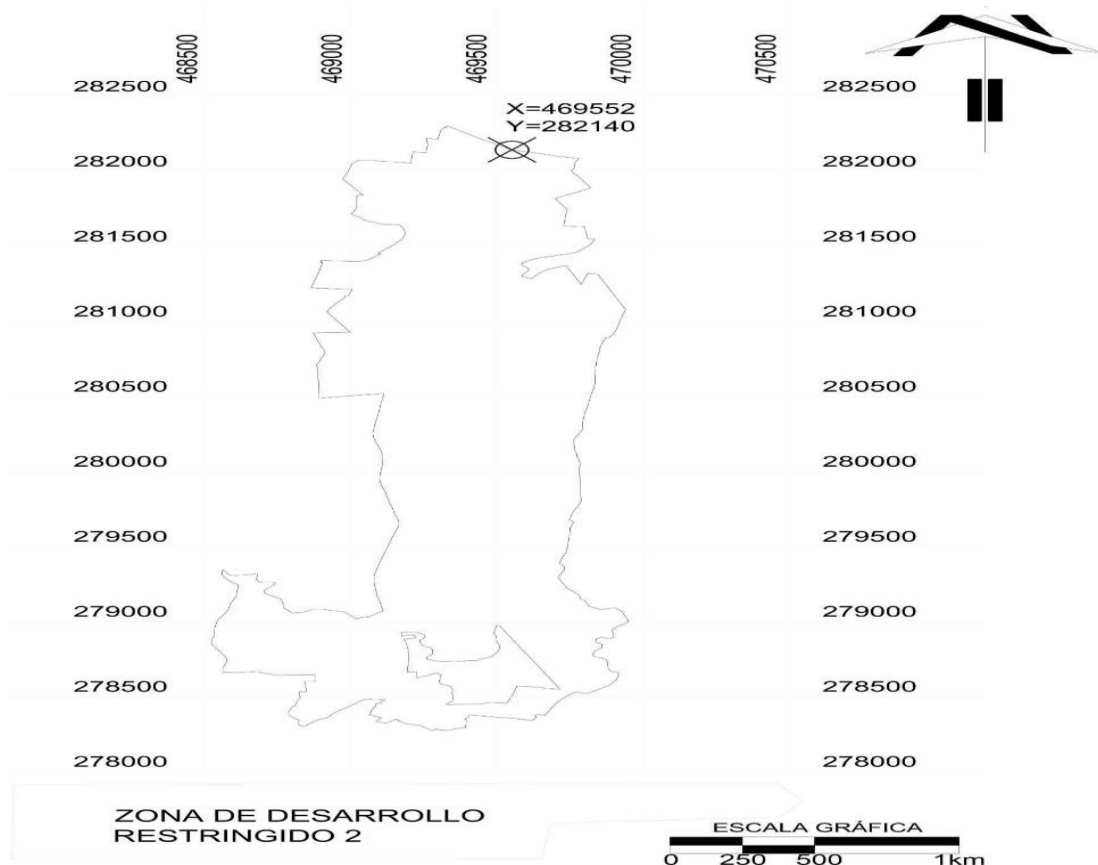 468500 469000 469500 470000 470500
282500 282500
X=469552
Y=282140
282000 282000
281500 281500
281000 281000
280500 280500
280000 280000
279500 279500
279000 279000
278500 278500
278000 278000
ZONA DE DESARROLLO
RESTRINGIDO 2
ESCALA GRÁFICA
0 250 500 1km